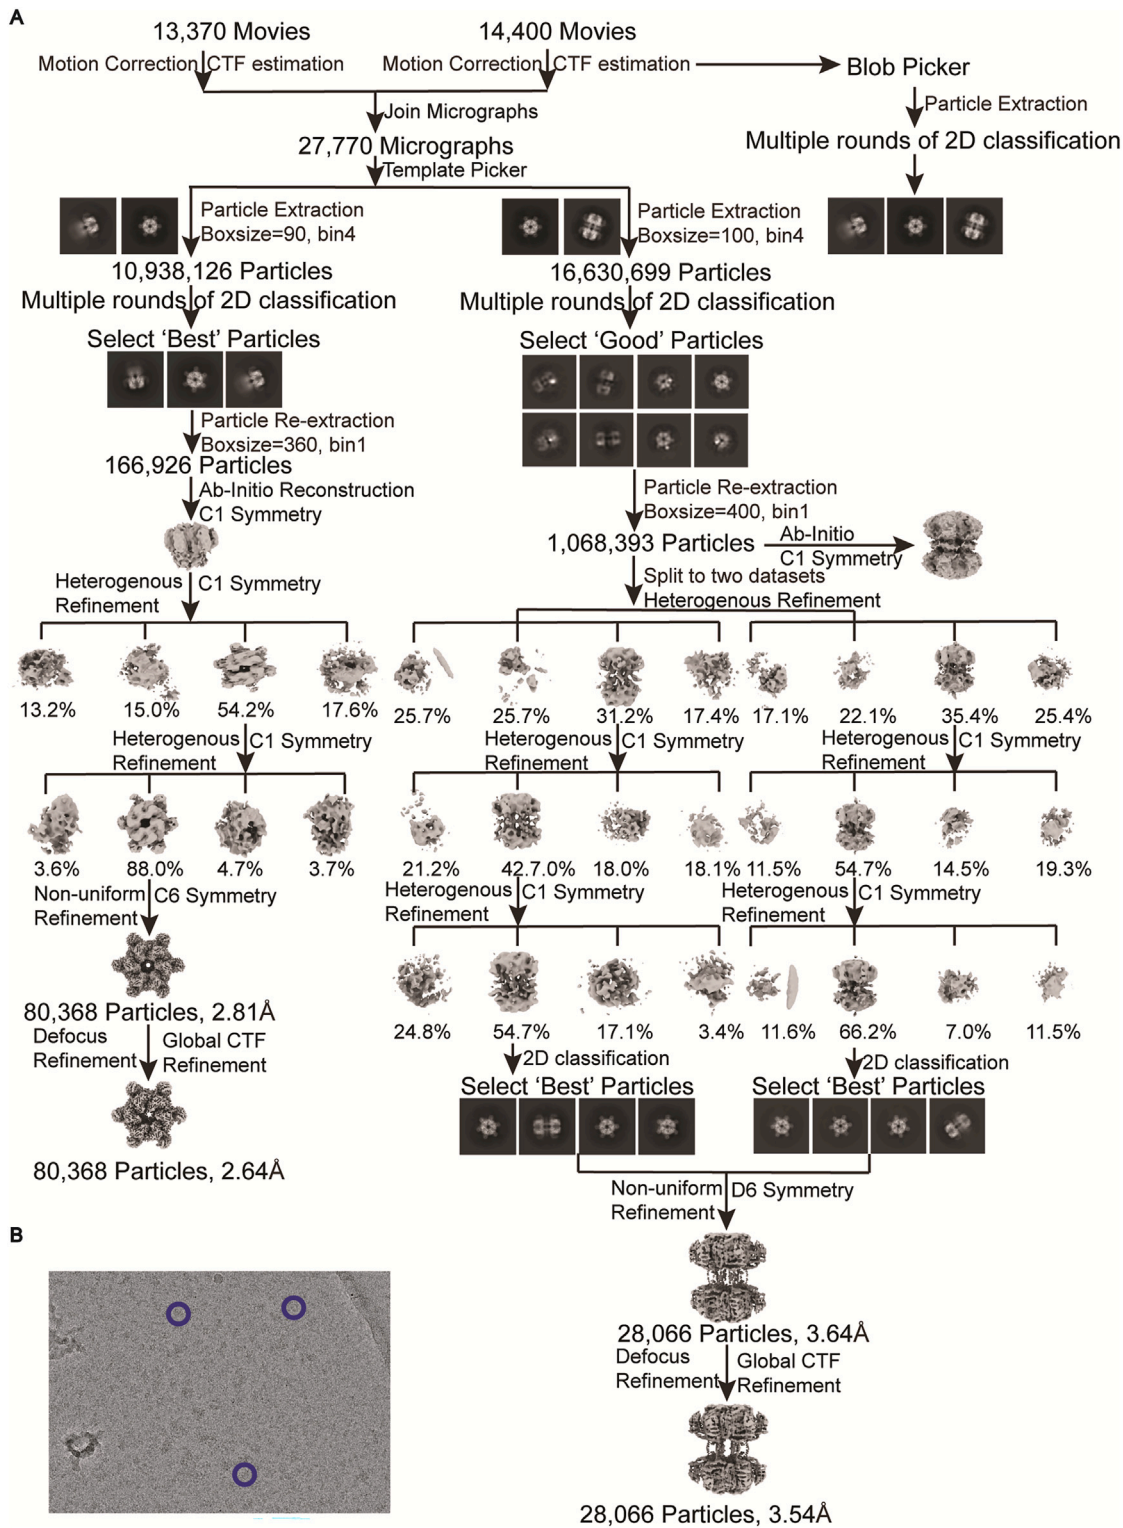 A
13,370 Movies
14,400 Movies
Motion Correction CTF estimation
Motion Correction CTF estimation
Blob Picker
Join Micrographs
Particle Extraction
27,770 Micrographs
Multiple rounds of 2D classification
Template Picker
Particle Extraction
Boxsize=90, bin4
Particle Extraction
Boxsize=100, bin4
10,938,126 Particles
16,630,699 Particles
Multiple rounds of 2D classification
Multiple rounds of 2D classification
Select ‘Best’ Particles
Select ‘Good’ Particles
Particle Re-extraction
Boxsize=360, bin1
166,926 Particles
Ab-Initio Reconstruction
C1 Symmetry
Particle Re-extraction
Boxsize=400, bin1
1,068,393 Particles
Ab-Initio
C1 Symmetry
Heterogenous
Refinement
C1 Symmetry
Split to two datasets
Heterogenous Refinement
13.2%
15.0%
54.2%
17.6%
25.7%
25.7%
31.2%
17.4%
17.1%
22.1%
35.4%
25.4%
Heterogenous
Refinement
C1 Symmetry
Heterogenous
Refinement
C1 Symmetry
Heterogenous
Refinement
C1 Symmetry
3.6%
88.0%
4.7%
3.7%
21.2%
42.7.0%
18.0%
18.1%
11.5%
54.7%
14.5%
19.3%
Non-uniform
Refinement
C6 Symmetry
Heterogenous
Refinement
C1 Symmetry
Heterogenous
Refinement
C1 Symmetry
80,368 Particles, 2.81Å
24.8%
54.7%
17.1%
3.4%
11.6%
66.2%
7.0%
11.5%
Defocus
Refinement
Global CTF
Refinement
2D classification
2D classification
Select ‘Best’ Particles
Select ‘Best’ Particles
80,368 Particles, 2.64Å
Non-uniform
Refinement
D6 Symmetry
B
28,066 Particles, 3.64Å
Defocus
Refinement
Global CTF
Refinement
28,066 Particles, 3.54Å